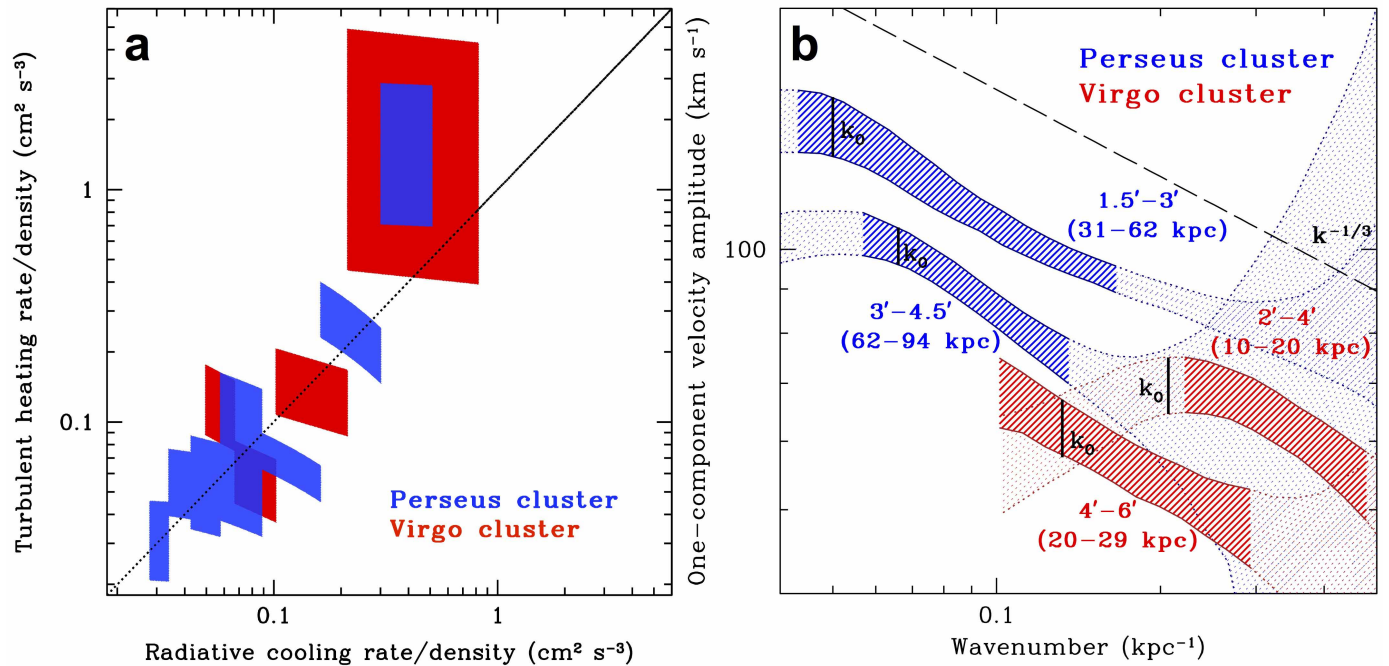 a
Turbulent heating rate/density (cm² s⁻³)
1
0.1
Perseus cluster
Virgo cluster
0.1
1
Radiative cooling rate/density (cm² s⁻³)
b
One-component velocity amplitude (km s⁻¹)
100
Perseus cluster
Virgo cluster
k₀
1.5′−3′
(31−62 kpc)
k^−1/3
k₀
3′−4.5′
(62−94 kpc)
2′−4′
(10−20 kpc)
k₀
k₀
4′−6′
(20−29 kpc)
0.1
0.2
Wavenumber (kpc⁻¹)